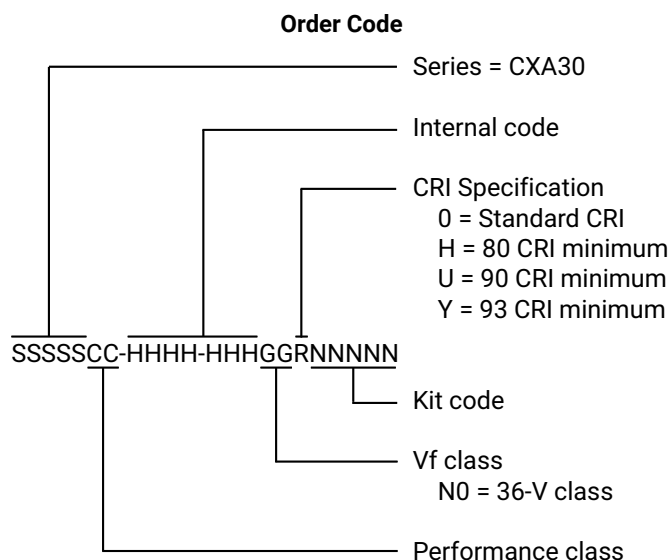 Order Code
Series = CXA30
Internal code
CRI Specification
0 = Standard CRI
H = 80 CRI minimum
U = 90 CRI minimum
Y = 93 CRI minimum
SSSSSCC-HHHH-HHHGGRNNNNN
Kit code
Vf class
N0 = 36-V class
Performance class